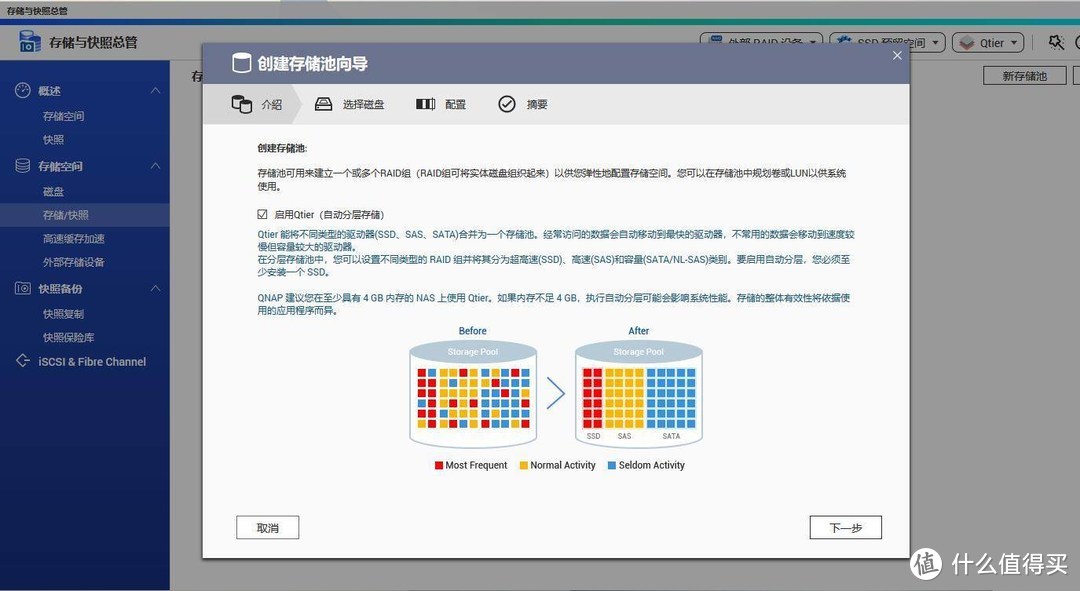 存储与快照总管
存储与快照总管
外部 RAID 设备
SSD 预留空间
Qtier
概述
存储空间
快照
存储空间
磁盘
存储/快照
高速缓存加速
外部存储设备
快照备份
快照复制
快照保险库
iSCSI & Fibre Channel
存
新存储池
创建存储池向导
介绍
选择磁盘
配置
摘要
创建存储池:
存储池可用来建立一个或多个RAID组（RAID组可将实体磁盘组织起来）以供您弹性地配置存储空间。您可以在存储池中规划卷或LUN以供系统
使用。
启用Qtier（自动分层存储）
Qtier 能将不同类型的驱动器(SSD、SAS、SATA)合并为一个存储池。经常访问的数据会自动移动到最快的驱动器，不常用的数据会移动到速度较
慢但容量较大的驱动器。
在分层存储池中，您可以设置不同类型的 RAID 组并将其分为超高速(SSD)、高速(SAS)和容量(SATA/NL-SAS)类别。要启用自动分层，您必须至
少安装一个 SSD。
QNAP 建议您在至少具有 4 GB 内存的 NAS 上使用 Qtier。如果内存不足 4 GB，执行自动分层可能会影响系统性能。存储的整体有效性将依据使
用的应用程序而异。
Before
After
Storage Pool
Storage Pool
SSD
SAS
SATA
Most Frequent
Normal Activity
Seldom Activity
取消
下一步
值 什么值得买